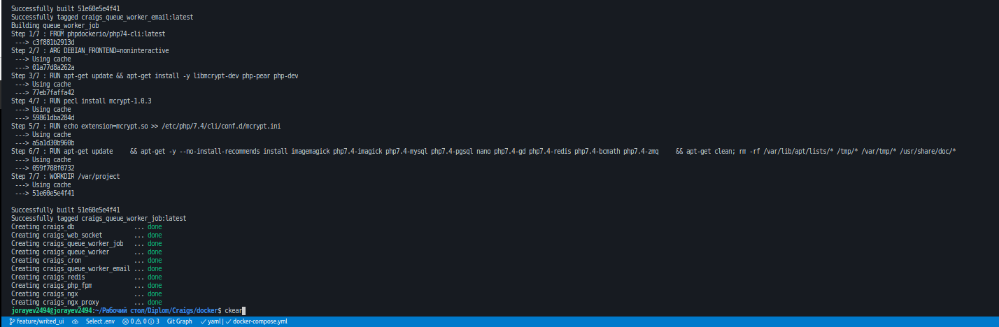 Successfully built 51e60e5e4f41
Successfully tagged craigs_queue_worker_email:latest
Building queue_worker_job
Step 1/7 : FROM phpdockerio/php74-cli:latest
 ---> c3f881b2913d
Step 2/7 : ARG DEBIAN_FRONTEND=noninteractive
 ---> Using cache
 ---> 01a77d8a262a
Step 3/7 : RUN apt-get update && apt-get install -y libmcrypt-dev php-pear php-dev
 ---> Using cache
 ---> 77eb7faffa42
Step 4/7 : RUN pecl install mcrypt-1.0.3
 ---> Using cache
 ---> 59861dba284d
Step 5/7 : RUN echo extension=mcrypt.so >> /etc/php/7.4/cli/conf.d/mcrypt.ini
 ---> Using cache
 ---> a5a1d30b960b
Step 6/7 : RUN apt-get update     && apt-get -y --no-install-recommends install imagemagick php7.4-imagick php7.4-mysql php7.4-pgsql nano php7.4-gd php7.4-redis php7.4-bcmath php7.4-zmq     && apt-get clean; rm -rf /var/lib/apt/lists/* /tmp/* /var/tmp/* /usr/share/doc/*
 ---> Using cache
 ---> 059f708f0732
Step 7/7 : WORKDIR /var/project
 ---> Using cache
 ---> 51e60e5e4f41
Successfully built 51e60e5e4f41
Successfully tagged craigs_queue_worker_job:latest
Creating craigs_db                 ... done
Creating craigs_web_socket         ... done
Creating craigs_queue_worker_job   ... done
Creating craigs_queue_worker       ... done
Creating craigs_cron               ... done
Creating craigs_queue_worker_email ... done
Creating craigs_redis              ... done
Creating craigs_php_fpm            ... done
Creating craigs_ngx                ... done
Creating craigs_ngx_proxy          ... done
jorayev2494@jorayev2494:~/Рабочий стол/Diplom/Craigs/docker$ ckear
feature/writed_ui Select .env 0 0 3 Git Graph yaml | docker-compose.yml